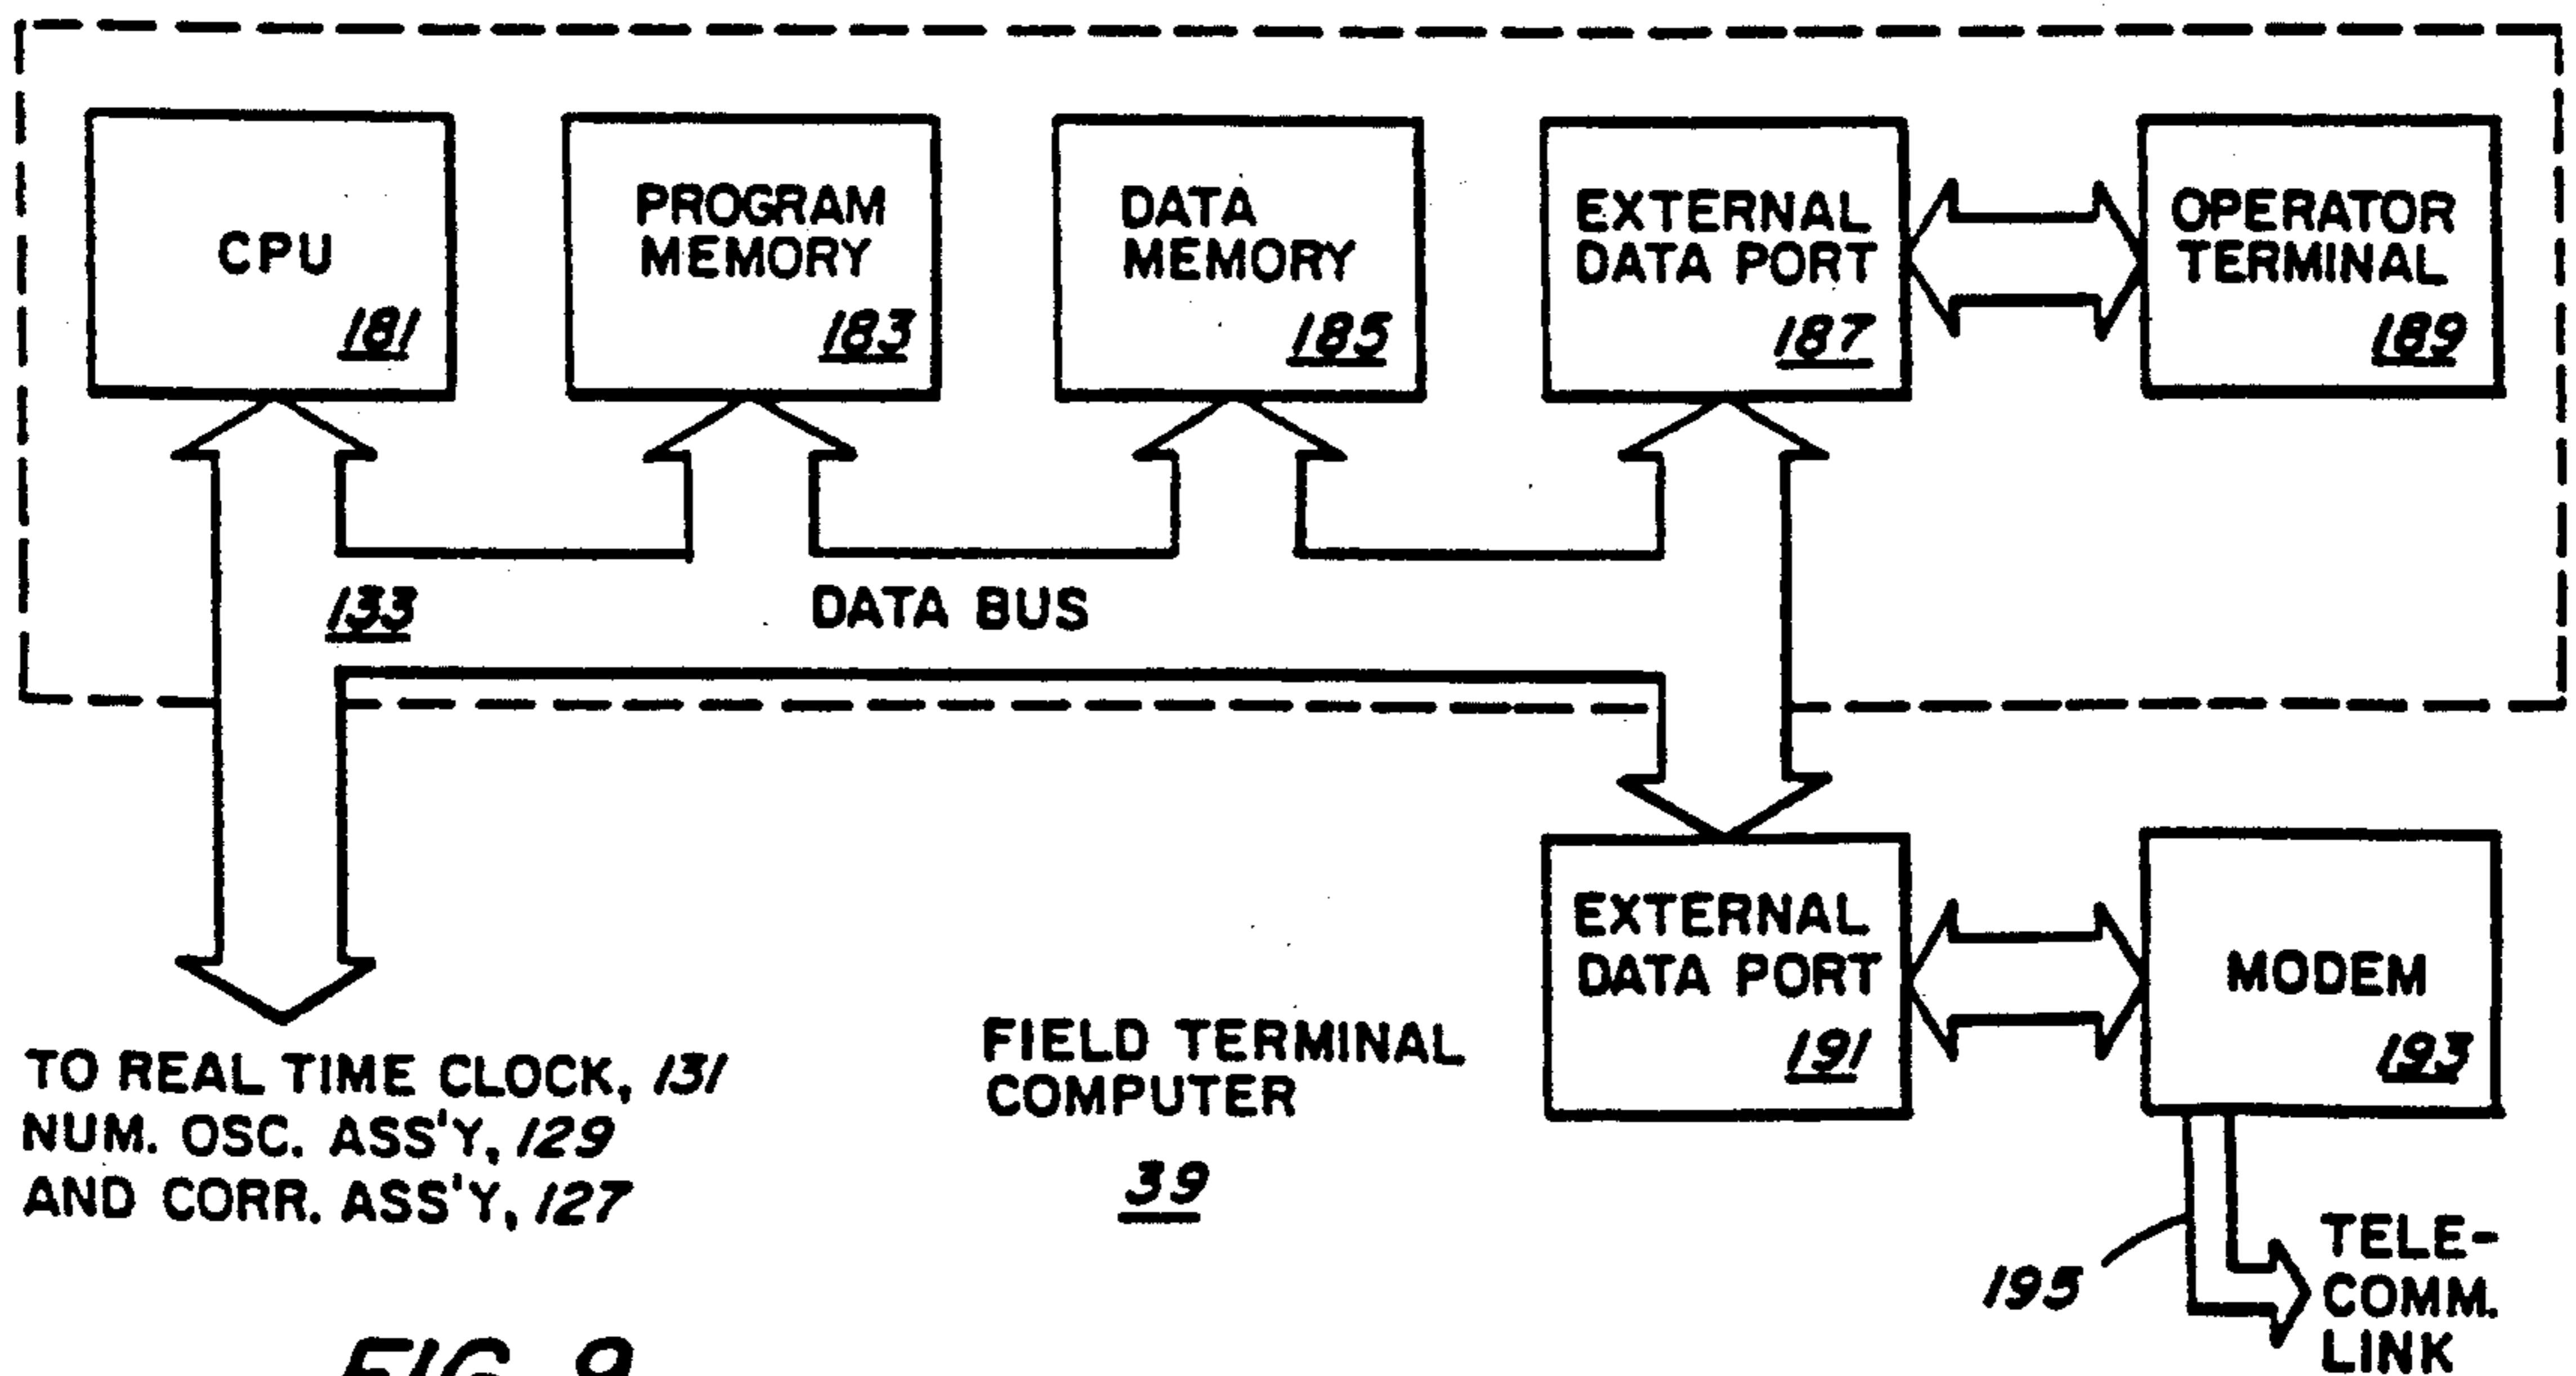 CPU
181
PROGRAM
MEMORY
183
DATA
MEMORY
185
EXTERNAL
DATA PORT
187
OPERATOR
TERMINAL
189
133
DATA BUS
EXTERNAL
DATA PORT
191
MODEM
193
TO REAL TIME CLOCK, 131
NUM. OSC. ASS'Y, 129
AND CORR. ASS'Y, 127
FIELD TERMINAL
COMPUTER
39
195
TELE-
COMM.
LINK
FIG. 9